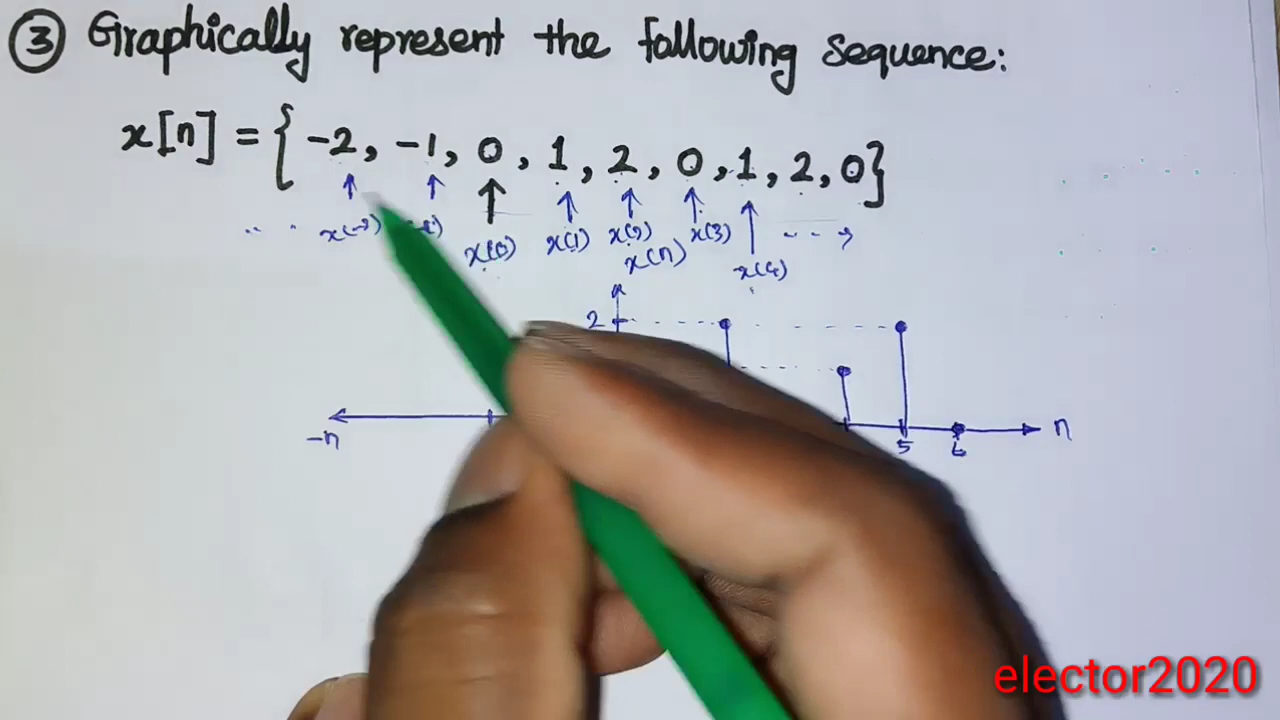 ③ Graphically represent the following sequence:
x[n] = { -2, -1, 0, 1, 2, 0, 1, 2, 0}
x(0) x(1) x(2) x(3)
x(n) x(4)
2
-n 5 6 n
elector2020